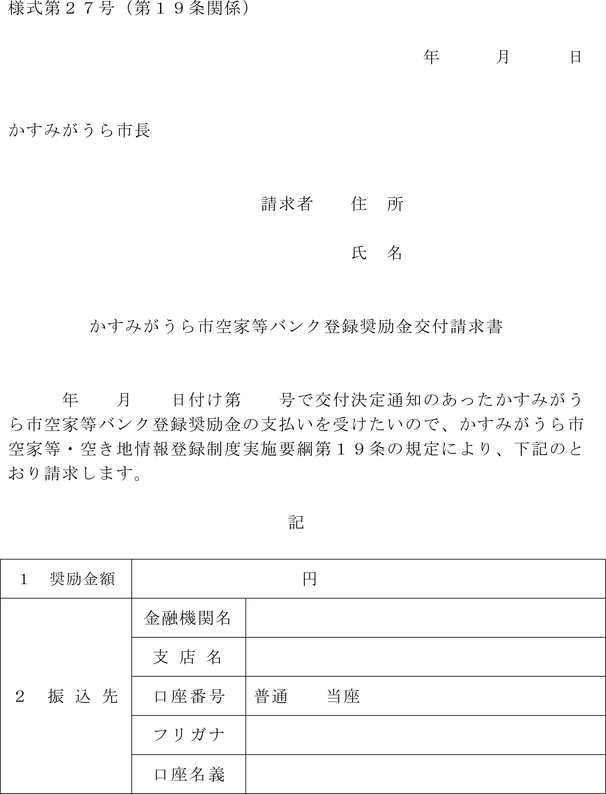 様式第２７号（第１９条関係）
年　　　月　　　日
かすみがうら市長
請求者　　住　所
氏　名
かすみがうら市空家等バンク登録奨励金交付請求書
年　　月　　日付け第　　号で交付決定通知のあったかすみがう
ら市空家等バンク登録奨励金の支払いを受けたいので、かすみがうら市
空家等・空き地情報登録制度実施要綱第１９条の規定により、下記のと
おり請求します。
記
１　奨励金額　　　円
２　振 込 先
金融機関名
支 店 名
口座番号　普通　　当座
フリガナ
口座名義